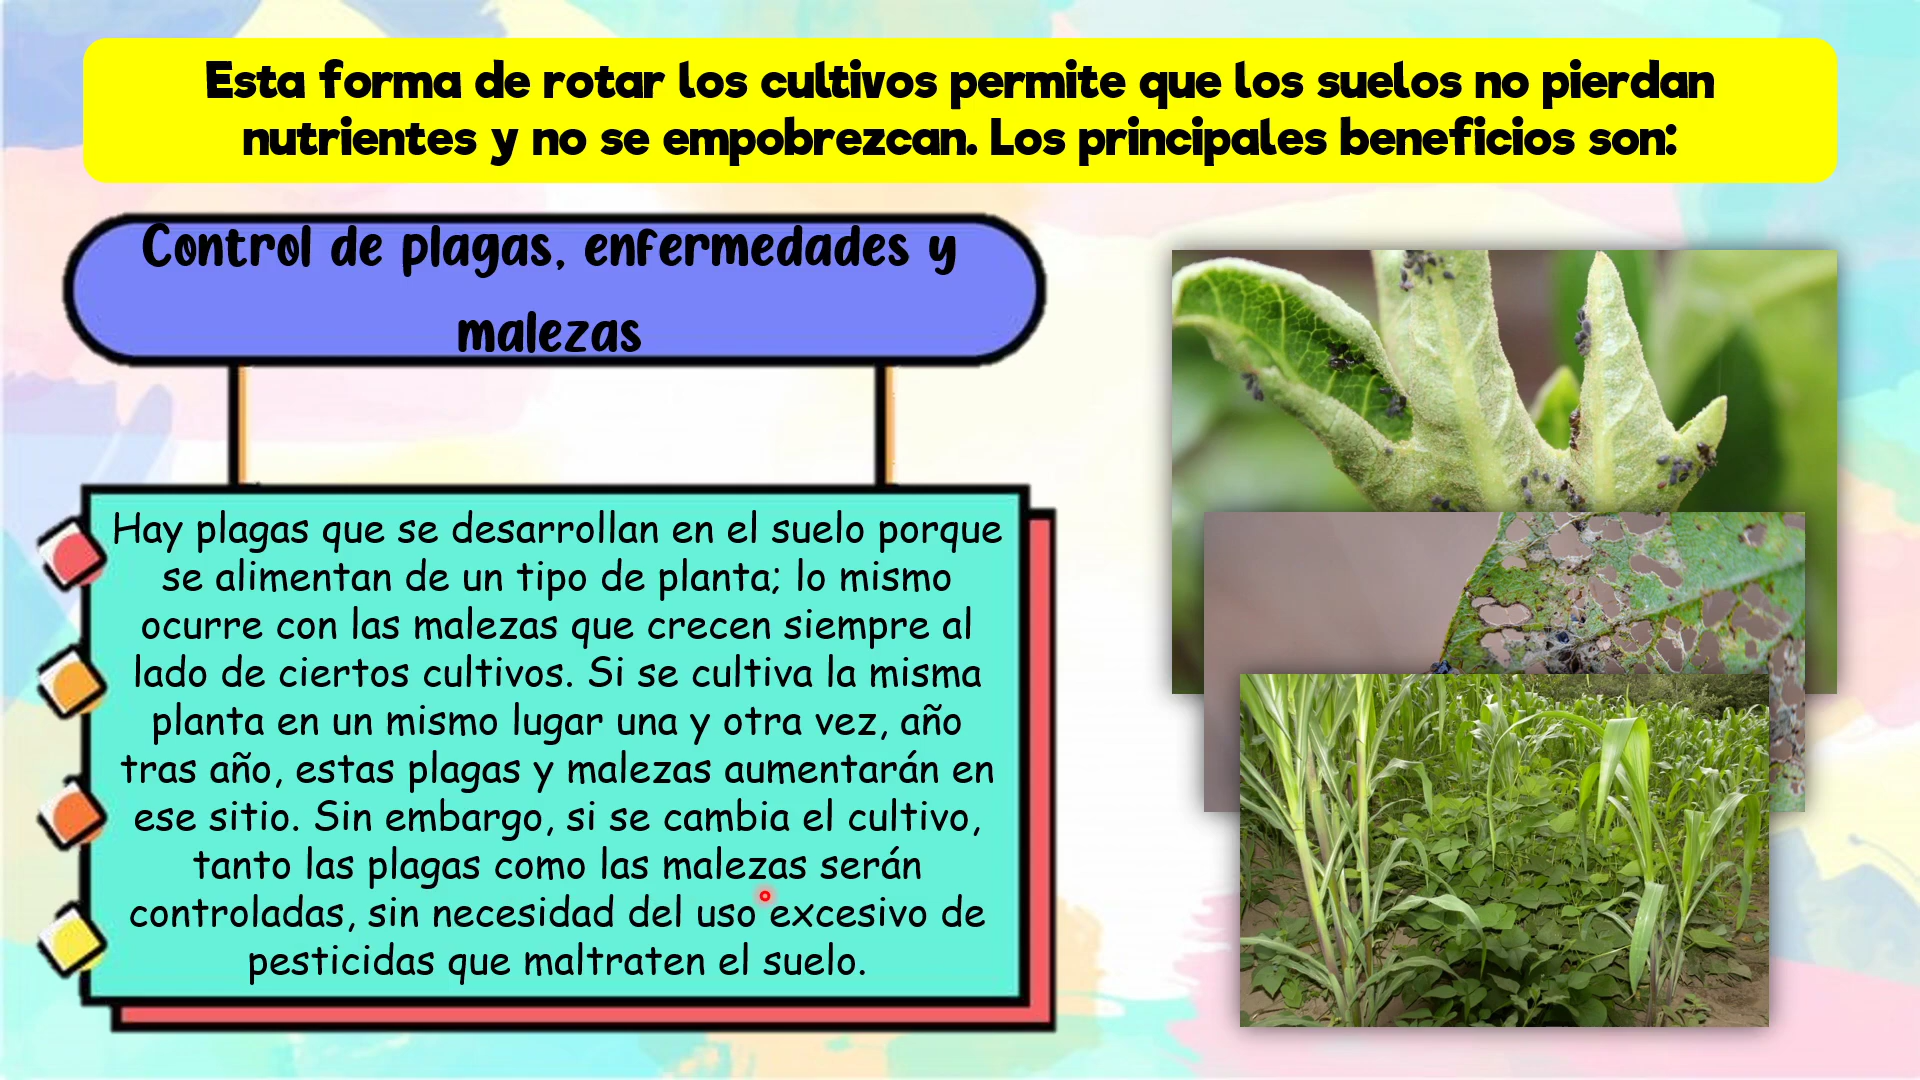 Esta forma de rotar los cultivos permite que los suelos no pierdan
nutrientes y no se empobrezcan. Los principales beneficios son:
Control de plagas, enfermedades y
malezas
Hay plagas que se desarrollan en el suelo porque
se alimentan de un tipo de planta; lo mismo
ocurre con las malezas que crecen siempre al
lado de ciertos cultivos. Si se cultiva la misma
planta en un mismo lugar una y otra vez, año
tras año, estas plagas y malezas aumentarán en
ese sitio. Sin embargo, si se cambia el cultivo,
tanto las plagas como las malezas serán
controladas, sin necesidad del uso excesivo de
pesticidas que maltraten el suelo.